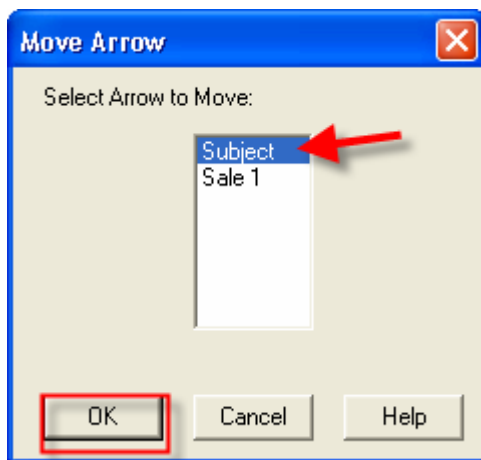 Move Arrow
Select Arrow to Move:
Subject
Sale 1
OK Cancel Help